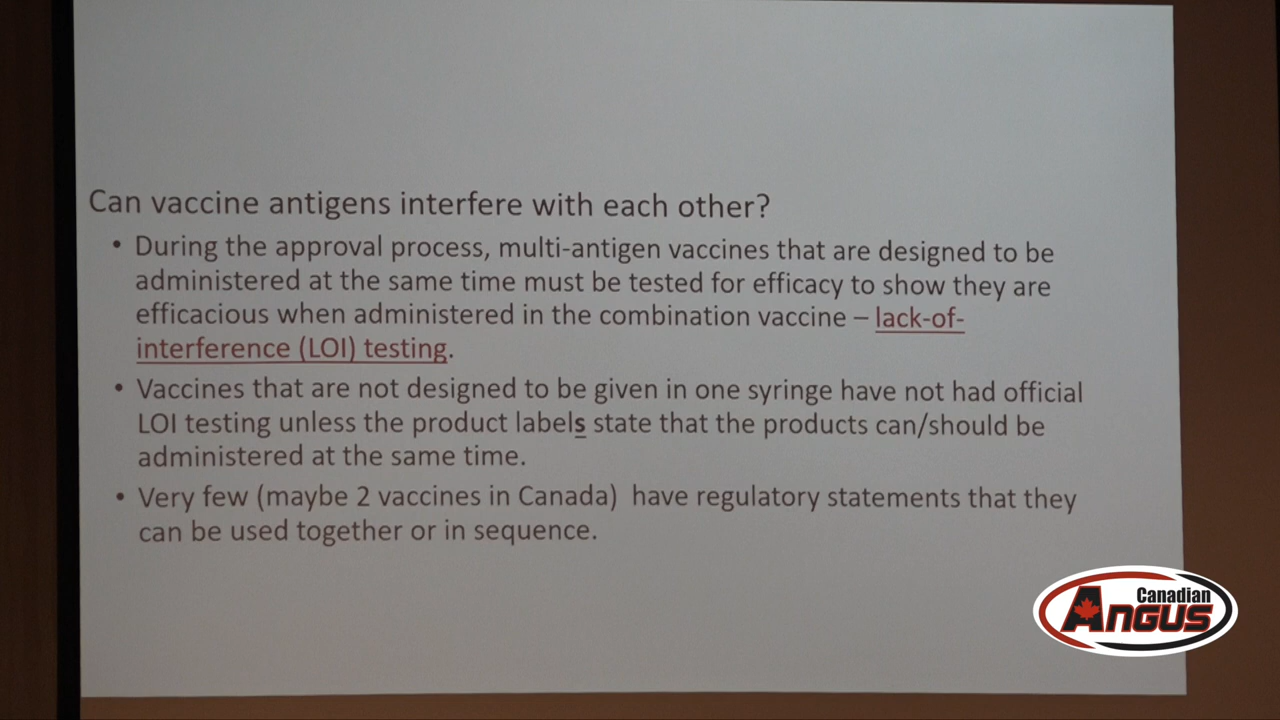 Can vaccine antigens interfere with each other?
• During the approval process, multi-antigen vaccines that are designed to be
administered at the same time must be tested for efficacy to show they are
efficacious when administered in the combination vaccine – lack-of-
interference (LOI) testing.
• Vaccines that are not designed to be given in one syringe have not had official
LOI testing unless the product labels state that the products can/should be
administered at the same time.
• Very few (maybe 2 vaccines in Canada)  have regulatory statements that they
can be used together or in sequence.
Canadian
ANGUS